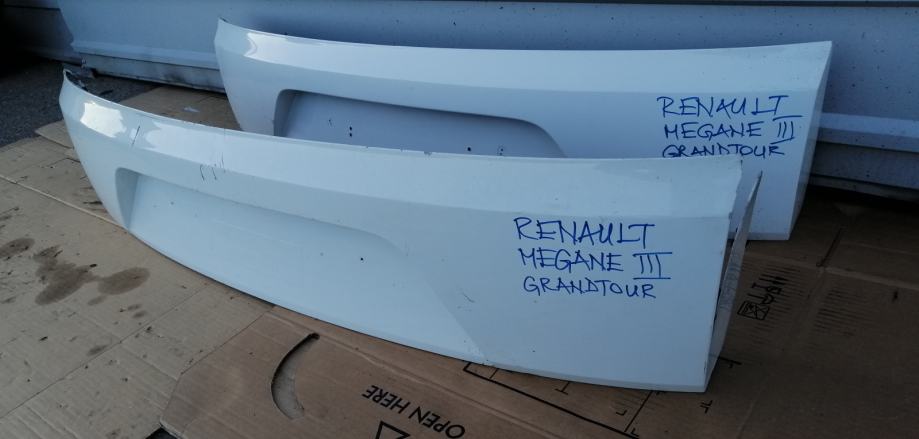 RENAULT
MEGANE III
GRANDTOUR
RENAULT
MEGANE III
GRANDTOUR
OPEN HERE